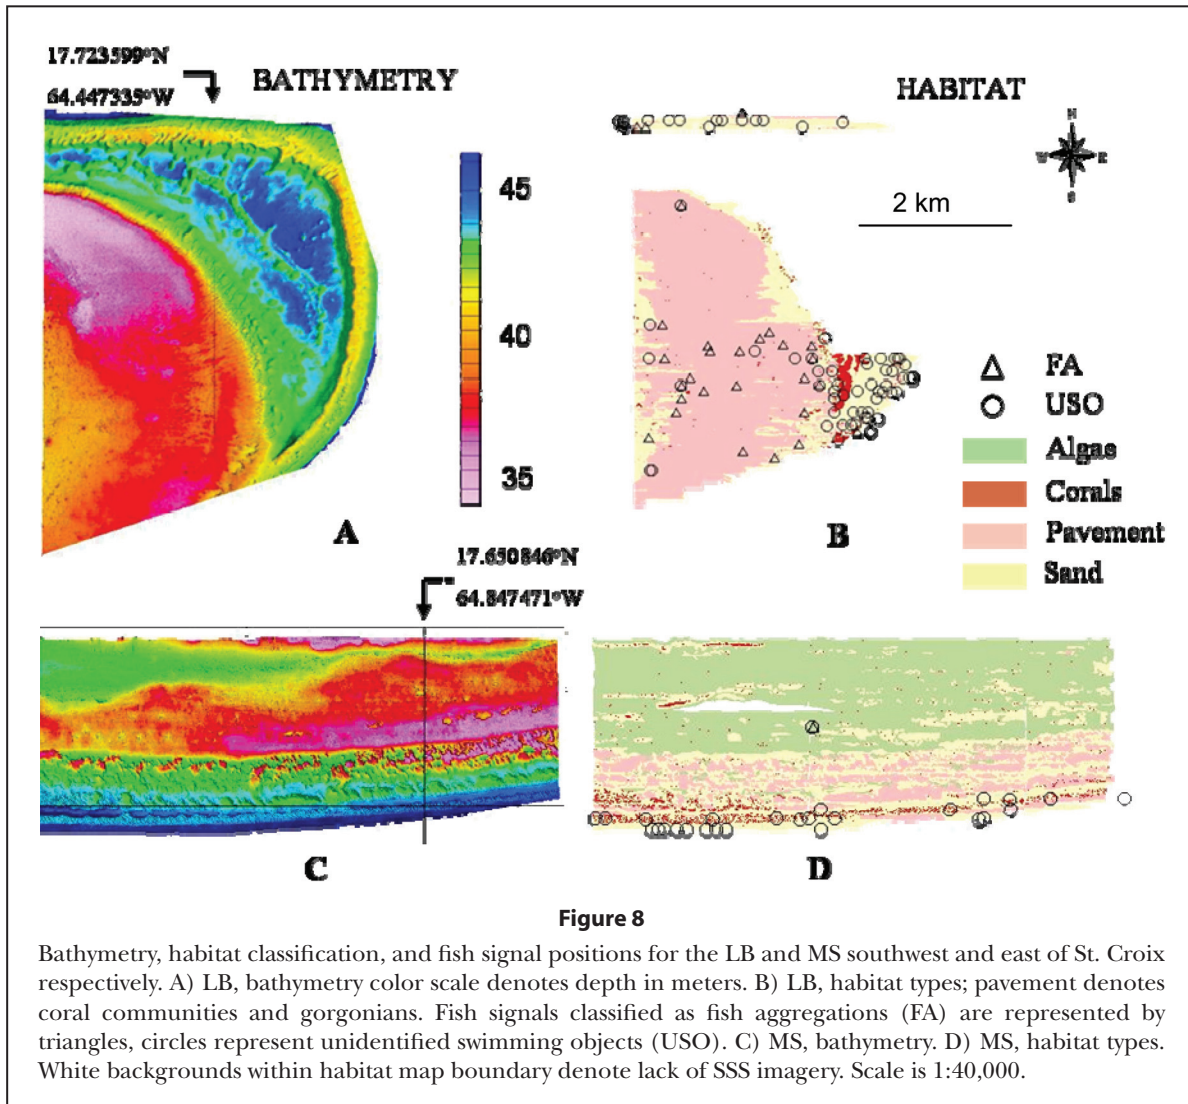 17.723599ºN
64.447335ºW
BATHYMETRY
HABITAT
N
W E
S
2 km
45
40
35
FA
USO
Algae
Corals
Pavement
Sand
A
B
17.650846ºN
64.847471ºW
C
D
Figure 8
Bathymetry, habitat classification, and fish signal positions for the LB and MS southwest and east of St. Croix
respectively. A) LB, bathymetry color scale denotes depth in meters. B) LB, habitat types; pavement denotes
coral communities and gorgonians. Fish signals classified as fish aggregations (FA) are represented by
triangles, circles represent unidentified swimming objects (USO). C) MS, bathymetry. D) MS, habitat types.
White backgrounds within habitat map boundary denote lack of SSS imagery. Scale is 1:40,000.